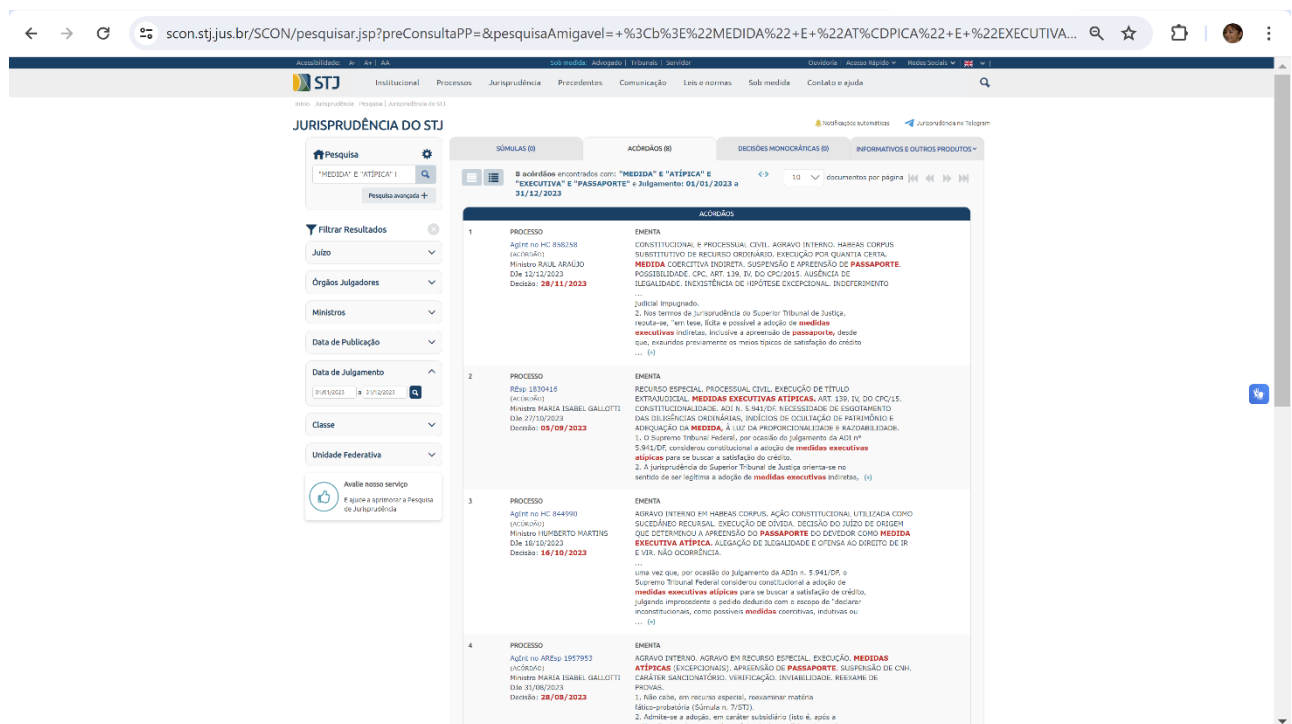 scon.stj.jus.br/SCON/pesquisar.jsp?preConsultaPP=&pesquisaAmigavel=+%3Cb%3E%22MEDIDA%22+E+%22AT%CDPICA%22+E+%22EXECUTIVA...
Acessibilidade: A- | A+ | AA
Sob medida: Advogado | Tribunais | Servidor
Ouvidoria | Acesso Rápido | Redes Sociais
STJ
Institucional Processos Jurisprudência Precedentes Comunicação Leis e normas Sob medida Contato e ajuda
Início Jurisprudência Pesquisa | Jurisprudência do STJ
JURISPRUDÊNCIA DO STJ
Notificações automáticas Jurisprudência no Telegram
Pesquisa
"MEDIDA" E "ATÍPICA" I
Pesquisa avançada +
Filtrar Resultados
Juízo
Órgãos Julgadores
Ministros
Data de Publicação
Data de Julgamento
01/01/2023 a 31/12/2023
Classe
Unidade Federativa
Avalie nosso serviço
E ajude a aprimorar a Pesquisa
de Jurisprudência
SÚMULAS (0) ACÓRDÃOS (8) DECISÕES MONOCRÁTICAS (0) INFORMATIVOS E OUTROS PRODUTOS
8 acórdãos encontrados com: "MEDIDA" E "ATÍPICA" E
"EXECUTIVA" E "PASSAPORTE" e Julgamento: 01/01/2023 a
31/12/2023
10 documentos por página
ACÓRDÃOS
1
PROCESSO
AgInt no HC 858258
(ACÓRDÃO)
Ministro RAUL ARAÚJO
DJe 12/12/2023
Decisão: 28/11/2023
EMENTA
CONSTITUCIONAL E PROCESSUAL CIVIL. AGRAVO INTERNO. HABEAS CORPUS
SUBSTITUTIVO DE RECURSO ORDINÁRIO. EXECUÇÃO POR QUANTIA CERTA.
MEDIDA COERCITIVA INDIRETA. SUSPENSÃO E APREENSÃO DE PASSAPORTE.
POSSIBILIDADE. CPC, ART. 139, IV, DO CPC/2015. AUSÊNCIA DE
ILEGALIDADE. INEXISTÊNCIA DE HIPÓTESE EXCEPCIONAL. INDEFERIMENTO
...
judicial impugnado.
2. Nos termos da jurisprudência do Superior Tribunal de Justiça,
reputa-se, "em tese, lícita e possível a adoção de medidas
executivas indiretas, inclusive a apreensão de passaporte, desde
que, exauridos previamente os meios típicos de satisfação do crédito
... (+)
2
PROCESSO
REsp 1830416
(ACÓRDÃO)
Ministra MARIA ISABEL GALLOTTI
DJe 27/10/2023
Decisão: 05/09/2023
EMENTA
RECURSO ESPECIAL. PROCESSUAL CIVIL. EXECUÇÃO DE TÍTULO
EXTRAJUDICIAL. MEDIDAS EXECUTIVAS ATÍPICAS. ART. 139, IV, DO CPC/15.
CONSTITUCIONALIDADE. ADI N. 5.941/DF. NECESSIDADE DE ESGOTAMENTO
DAS DILIGÊNCIAS ORDINÁRIAS, INDÍCIOS DE OCULTAÇÃO DE PATRIMÔNIO E
ADEQUAÇÃO DA MEDIDA, À LUZ DA PROPORCIONALIDADE E RAZOABILIDADE.
1. O Supremo Tribunal Federal, por ocasião do julgamento da ADI nº
5.941/DF, considerou constitucional a adoção de medidas executivas
atípicas para se buscar a satisfação do crédito.
2. A jurisprudência do Superior Tribunal de Justiça orienta-se no
sentido de ser legítima a adoção de medidas executivas indiretas, (+)
3
PROCESSO
AgInt no HC 844990
(ACÓRDÃO)
Ministro HUMBERTO MARTINS
DJe 18/10/2023
Decisão: 16/10/2023
EMENTA
AGRAVO INTERNO EM HABEAS CORPUS. AÇÃO CONSTITUCIONAL UTILIZADA COMO
SUCEDÂNEO RECURSAL. EXECUÇÃO DE DÍVIDA. DECISÃO DO JUÍZO DE ORIGEM
QUE DETERMINOU A APREENSÃO DO PASSAPORTE DO DEVEDOR COMO MEDIDA
EXECUTIVA ATÍPICA. ALEGAÇÃO DE ILEGALIDADE E OFENSA AO DIREITO DE IR
E VIR. NÃO OCORRÊNCIA.
...
uma vez que, por ocasião do julgamento da ADIn n. 5.941/DF, o
Supremo Tribunal Federal considerou constitucional a adoção de
medidas executivas atípicas para se buscar a satisfação de crédito,
julgando improcedente o pedido deduzido com o escopo de "declarar
inconstitucionais, como possíveis medidas coercitivas, indutivas ou
... (+)
4
PROCESSO
AgInt no AREsp 1957953
(ACÓRDÃO)
Ministra MARIA ISABEL GALLOTTI
DJe 31/08/2023
Decisão: 28/08/2023
EMENTA
AGRAVO INTERNO. AGRAVO EM RECURSO ESPECIAL. EXECUÇÃO. MEDIDAS
ATÍPICAS (EXCEPCIONAIS). APREENSÃO DE PASSAPORTE. SUSPENSÃO DE CNH.
CARÁTER SANCIONATÓRIO. VERIFICAÇÃO. INVIABILIDADE. REEXAME DE
PROVAS.
1. Não cabe, em recurso especial, reexaminar matéria
fático-probatória (Súmula n. 7/STJ).
2. Admite-se a adoção, em caráter subsidiário (isto é, após a